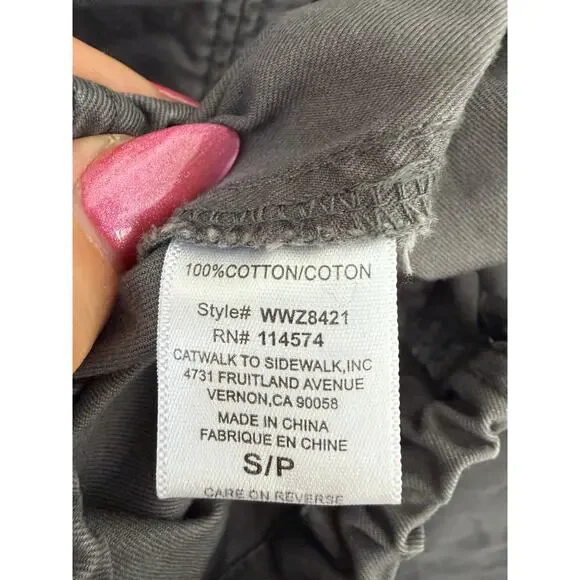 100%COTTON/COTON
Style# WWZ8421
RN# 114574
CATWALK TO SIDEWALK,INC
4731 FRUITLAND AVENUE
VERNON,CA 90058
MADE IN CHINA
FABRIQUE EN CHINE
S/P
CARE ON REVERSE